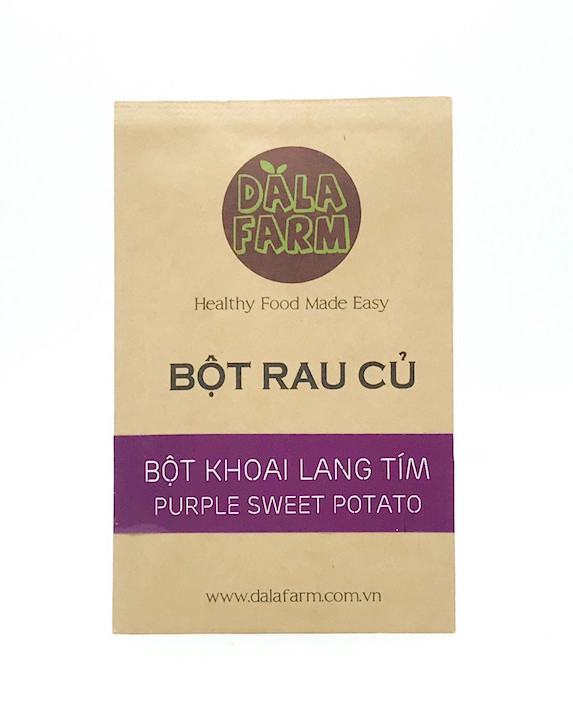 DALA
FARM
Healthy Food Made Easy
BỘT RAU CỦ
BỘT KHOAI LANG TÍM
PURPLE SWEET POTATO
www.dalafarm.com.vn